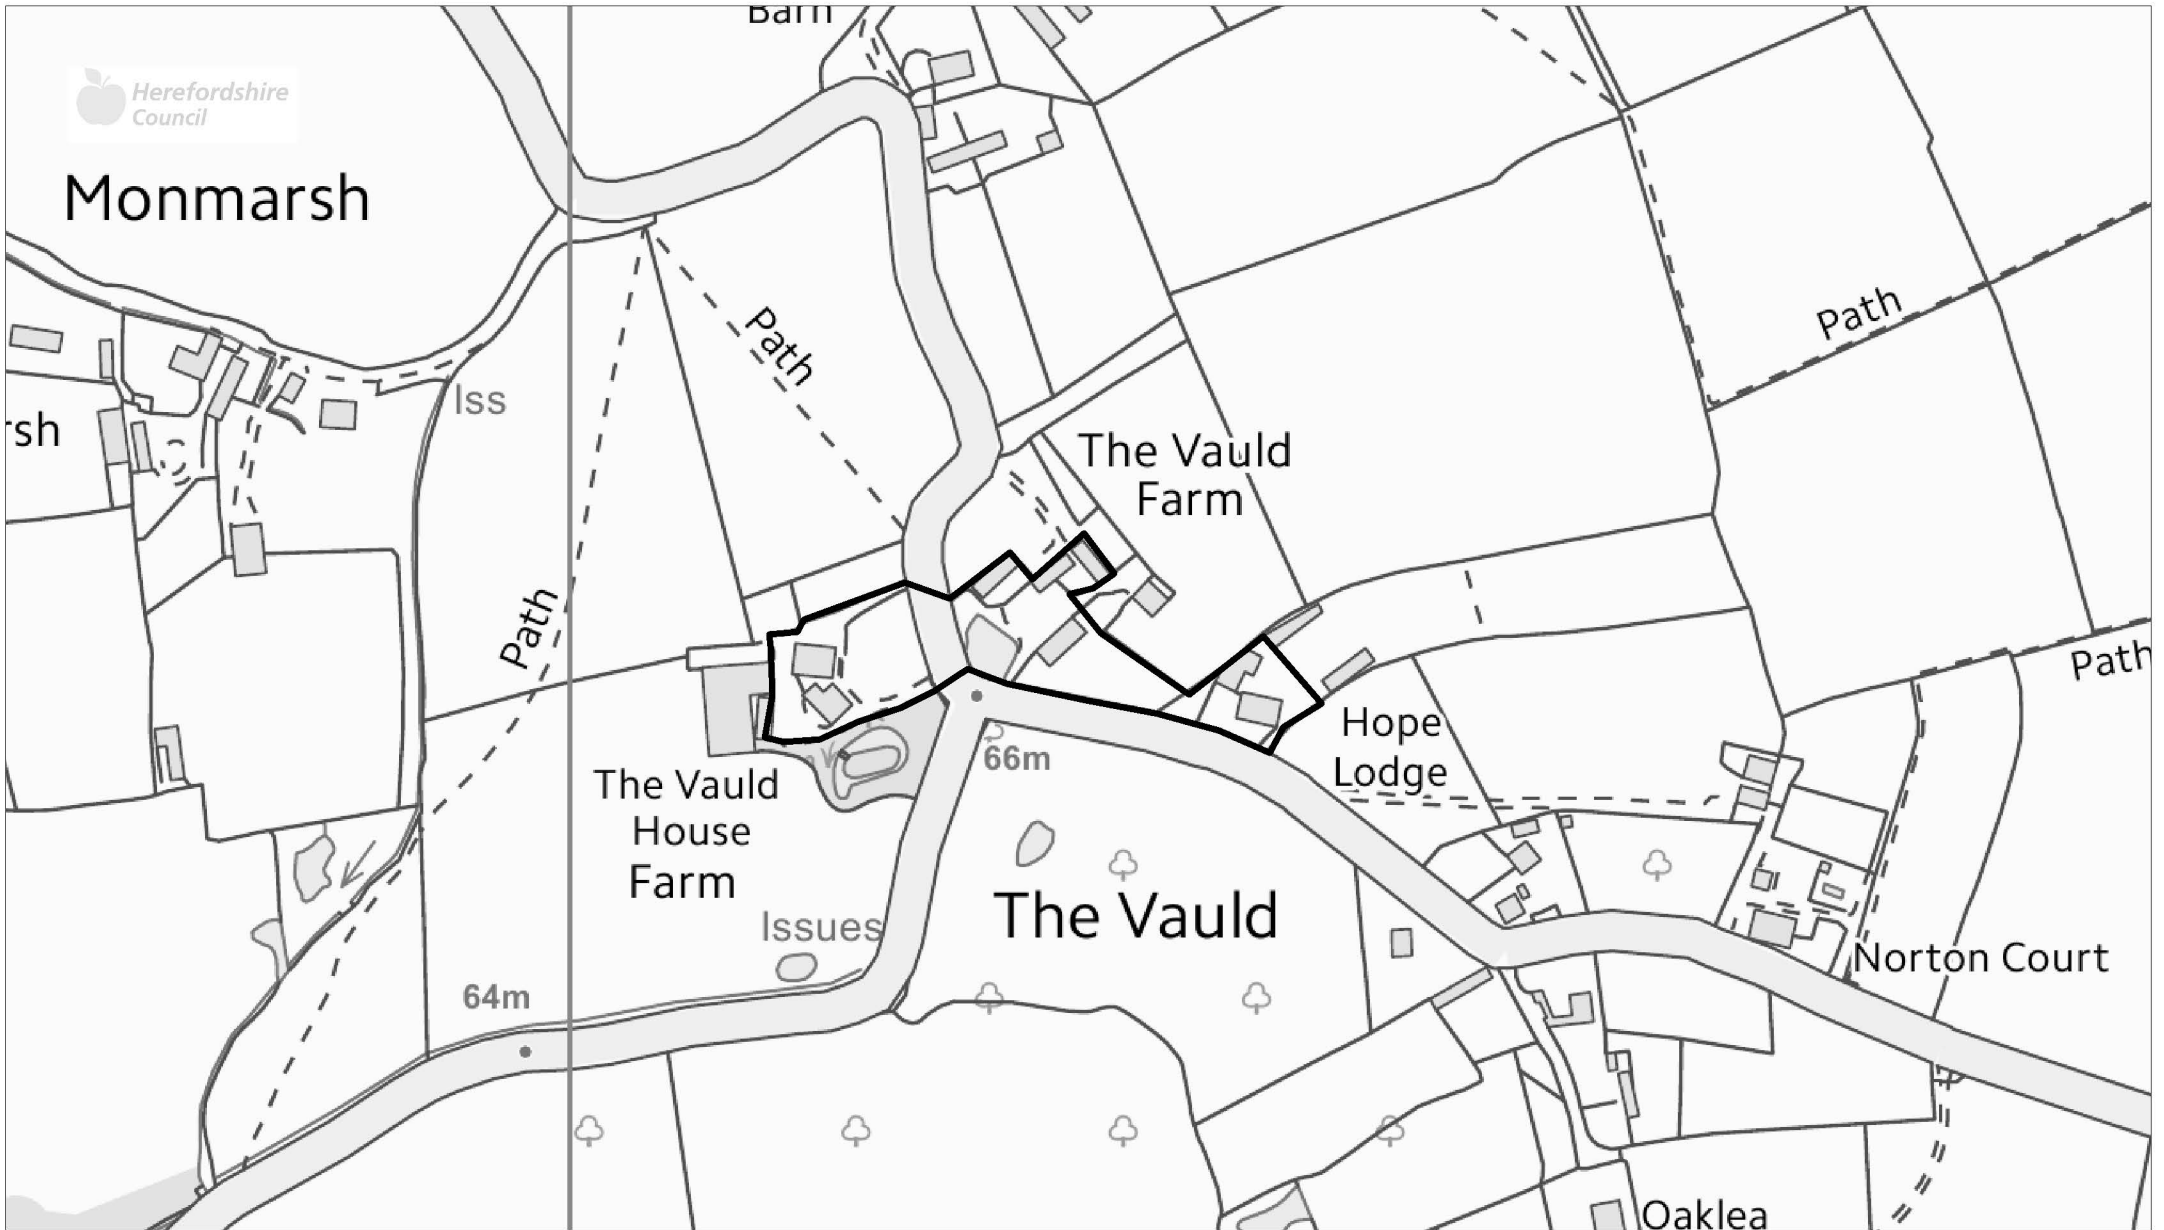 Barn
Herefordshire
Council
Monmarsh
Path
Path
Iss
rsh
The Vauld
Farm
Path
Path
Hope
Lodge
66m
The Vauld
House
Farm
The Vauld
Issues
Norton Court
64m
Oaklea